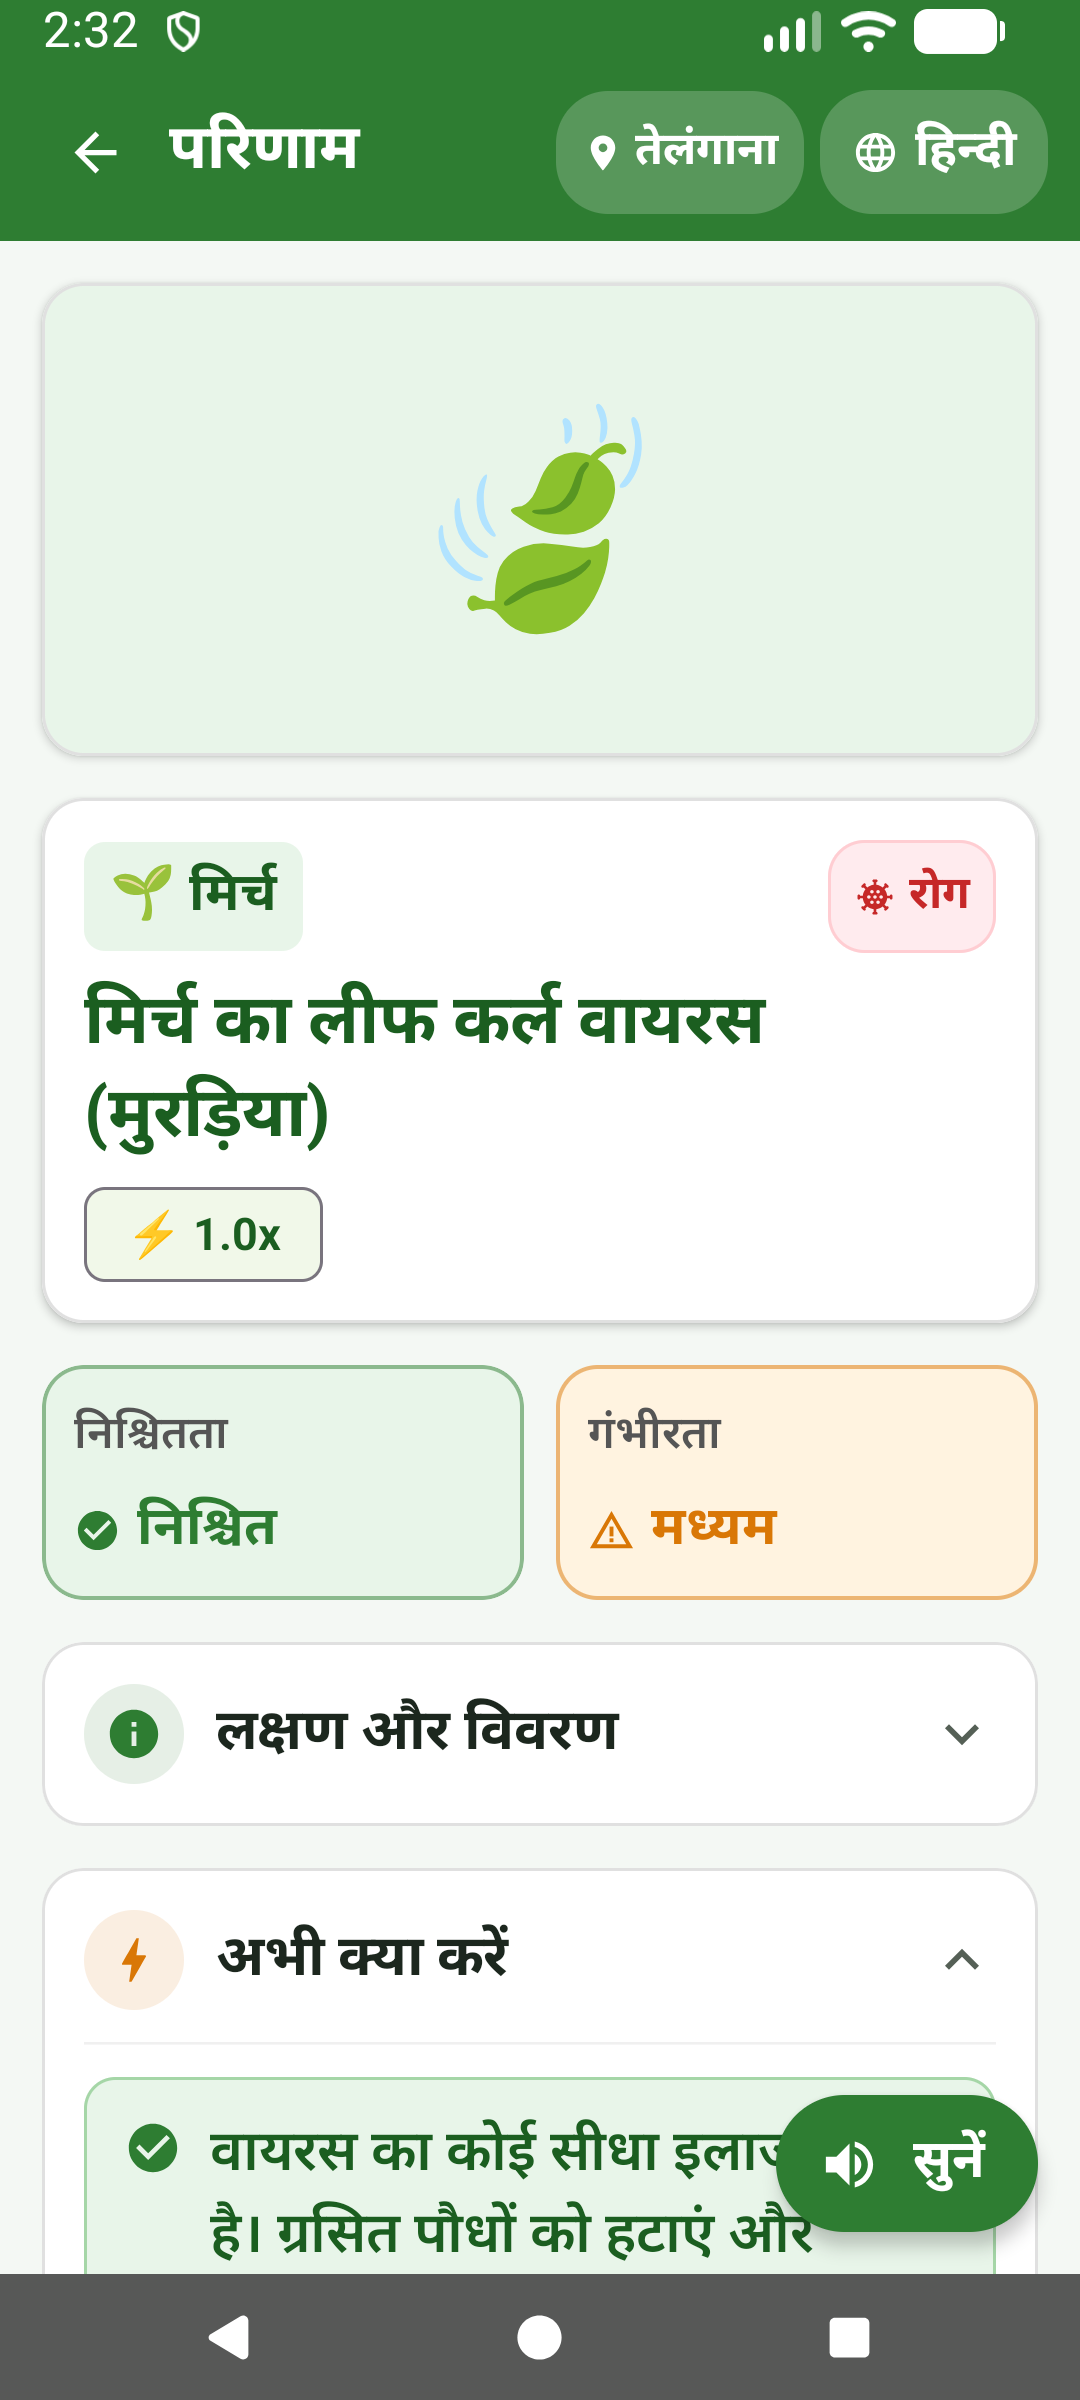 2:32
परिणाम
तेलंगाना
हिन्दी
मिर्च
रोग
मिर्च का लीफ कर्ल वायरस
(मुरड़िया)
1.0x
निश्चितता
निश्चित
गंभीरता
मध्यम
लक्षण और विवरण
अभी क्या करें
वायरस का कोई सीधा
है। ग्रसित पौधों को हटाएं और
सुनें